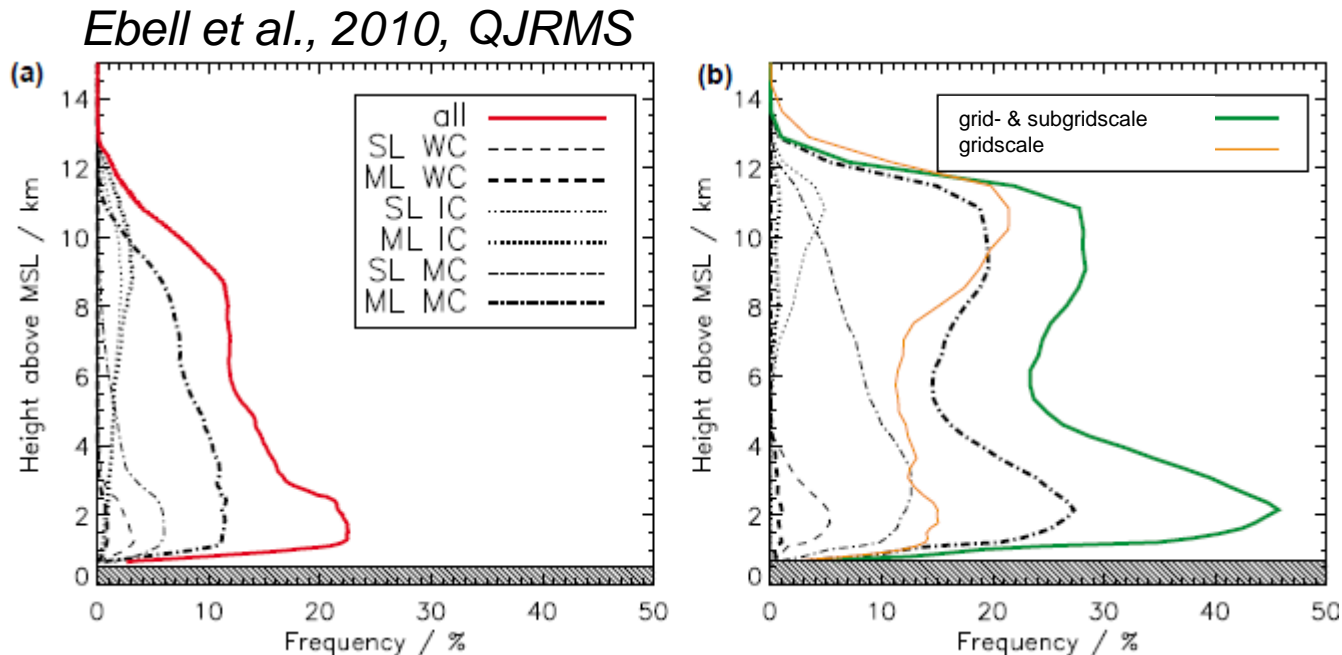 Ebell et al., 2010, QJRMS
(a)
14
12
10
8
6
4
2
0
Height above MSL / km
all
SL WC
ML WC
SL IC
ML IC
SL MC
ML MC
0 10 20 30 40 50
Frequency / %
(b)
14
12
10
8
6
4
2
0
Height above MSL / km
grid- & subgridscale
gridscale
0 10 20 30 40 50
Frequency / %